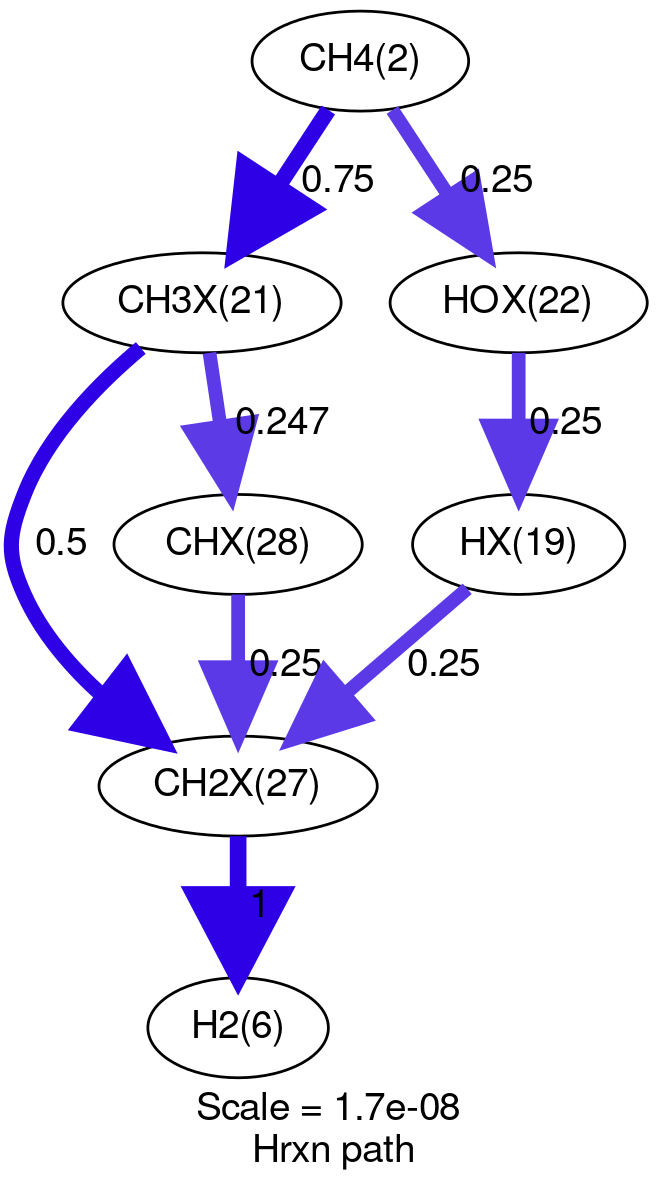 CH4(2)
0.75
0.25
CH3X(21)
HOX(22)
0.247
0.25
0.5
CHX(28)
HX(19)
0.25
0.25
CH2X(27)
1
H2(6)
Scale = 1.7e-08
Hrxn path